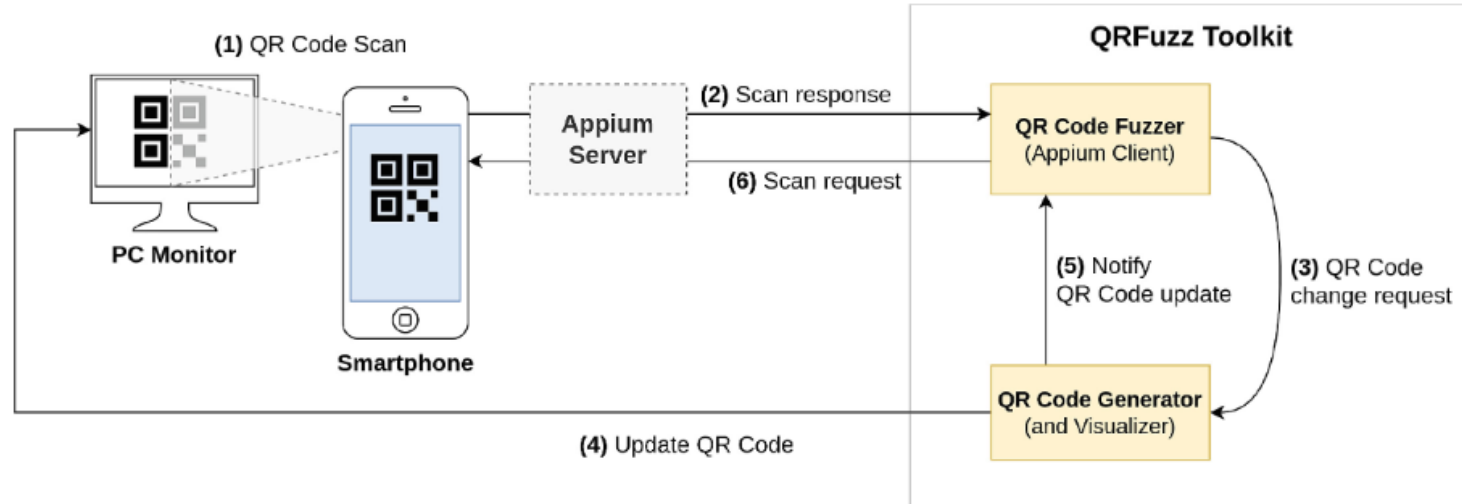 QRFuzz Toolkit
(1) QR Code Scan
(2) Scan response
Appium
Server
QR Code Fuzzer
(Appium Client)
(6) Scan request
PC Monitor
(5) Notify
QR Code update
(3) QR Code
change request
Smartphone
QR Code Generator
(and Visualizer)
(4) Update QR Code